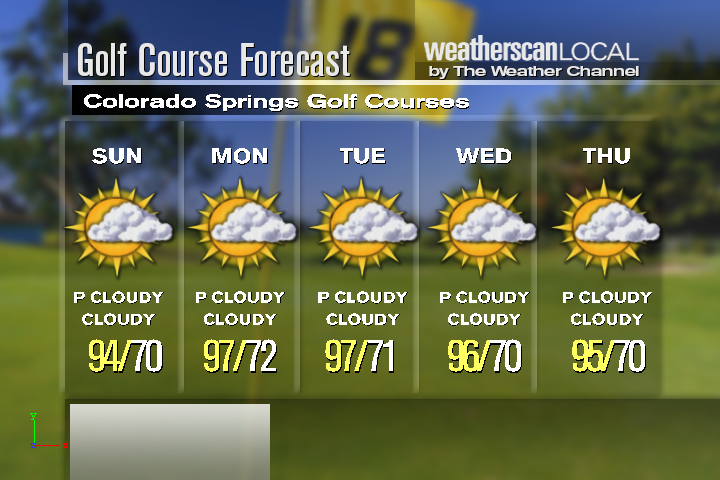 18
Golf Course Forecast
weatherscanLOCAL
by The Weather Channel
Colorado Springs Golf Courses
SUN MON TUE WED THU
P CLOUDY P CLOUDY P CLOUDY P CLOUDY P CLOUDY
CLOUDY CLOUDY CLOUDY CLOUDY CLOUDY
94/70 97/72 97/71 96/70 95/70
y